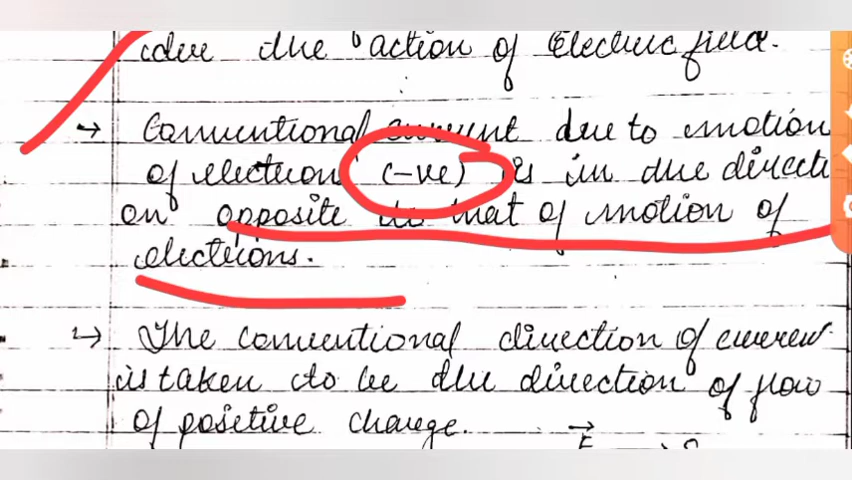 the action of Electric field.
→ Conventional current due to motion
of electron (-ve) is in the directi
on opposite to that of motion of
electrons.
↳ The conventional direction of current
is taken to be the direction of flow
of positive charge.
E